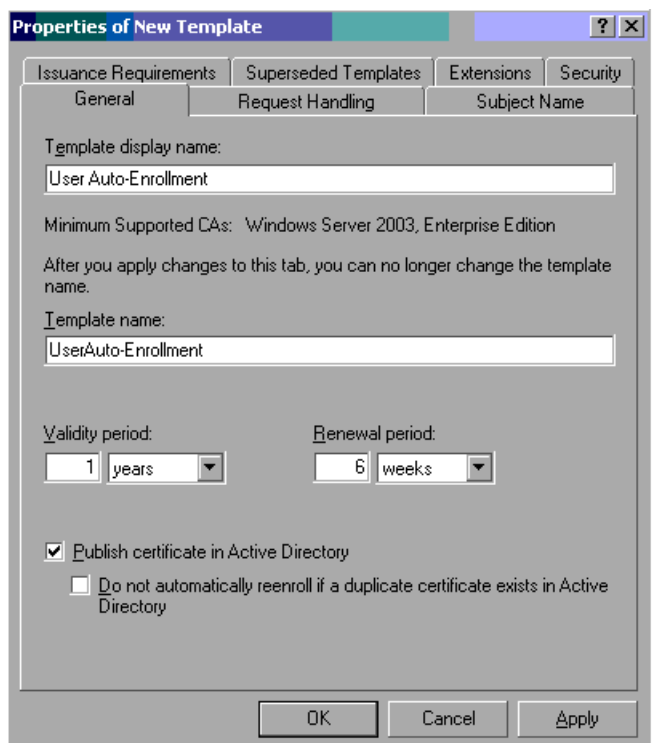 Properties of New Template
Issuance Requirements Superseded Templates Extensions Security
General Request Handling Subject Name
Template display name:
User Auto-Enrollment
Minimum Supported CAs: Windows Server 2003, Enterprise Edition
After you apply changes to this tab, you can no longer change the template
name.
Template name:
UserAuto-Enrollment
Validity period: Renewal period:
1 years 6 weeks
Publish certificate in Active Directory
Do not automatically reenroll if a duplicate certificate exists in Active
Directory
OK Cancel Apply